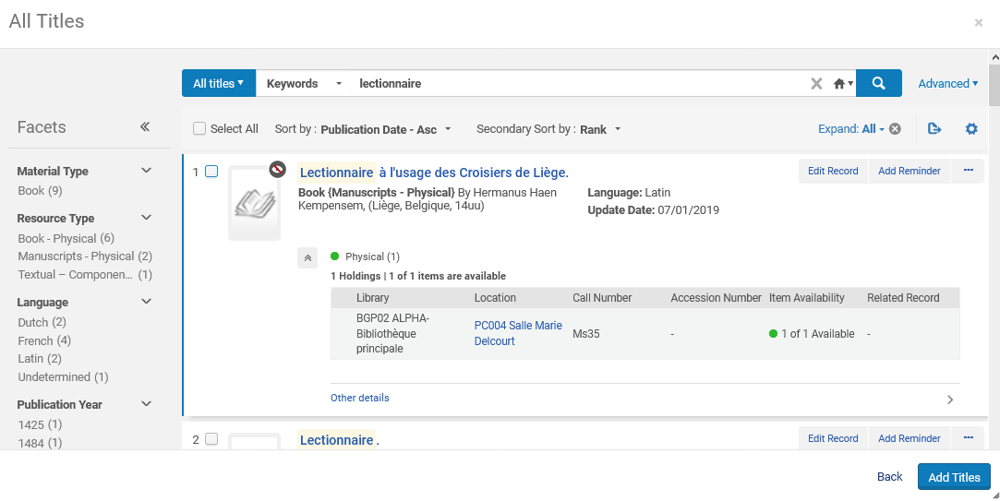 All Titles
×
All titles
Keywords
lectionnaire
Advanced
Facets
Select All
Sort by : Publication Date - Asc
Secondary Sort by : Rank
Expand: All
Material Type
Book (9)
Resource Type
Book - Physical (6)
Manuscripts - Physical (2)
Textual – Componen... (1)
Language
Dutch (2)
French (4)
Latin (2)
Undetermined (1)
Publication Year
1425 (1)
1484 (1)
1
Lectionnaire à l'usage des Croisiers de Liège.
Edit Record
Add Reminder
Book {Manuscripts - Physical} By Hermanus Haen
Kempensem, (Liège, Belgique, 14uu)
Language: Latin
Update Date: 07/01/2019
Physical (1)
1 Holdings | 1 of 1 items are available
Library Location Call Number Accession Number Item Availability Related Record
BGP02 ALPHA-
Bibliothèque
principale
PC004 Salle Marie
Delcourt
Ms35
-
1 of 1 Available
-
Other details
2
Lectionnaire .
Edit Record
Add Reminder
Back
Add Titles